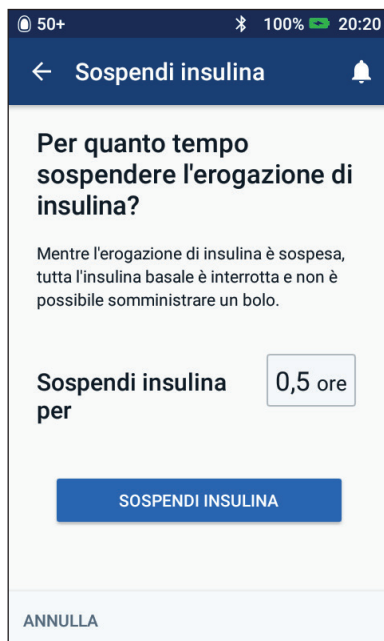 50+ 100% 20:20
Sospendi insulina
Per quanto tempo
sospendere l'erogazione di
insulina?
Mentre l'erogazione di insulina è sospesa,
tutta l'insulina basale è interrotta e non è
possibile somministrare un bolo.
Sospendi insulina 0,5 ore
per
SOSPENDI INSULINA
ANNULLA